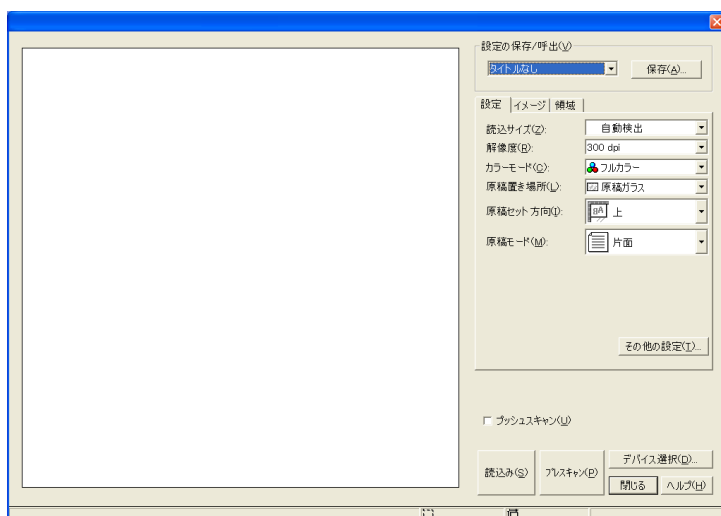 設定の保存/呼出(V)
タイトルなし
保存(A)...
設定
イメージ
領域
読込サイズ(Z):
自動検出
解像度(R):
300 dpi
カラーモード(C):
フルカラー
原稿置き場所(L):
原稿ガラス
原稿セット方向(I):
上
原稿モード(M):
片面
その他の設定(T)...
プッシュスキャン(U)
読込み(S)
プレスキャン(P)
デバイス選択(D)...
閉じる
ヘルプ(H)